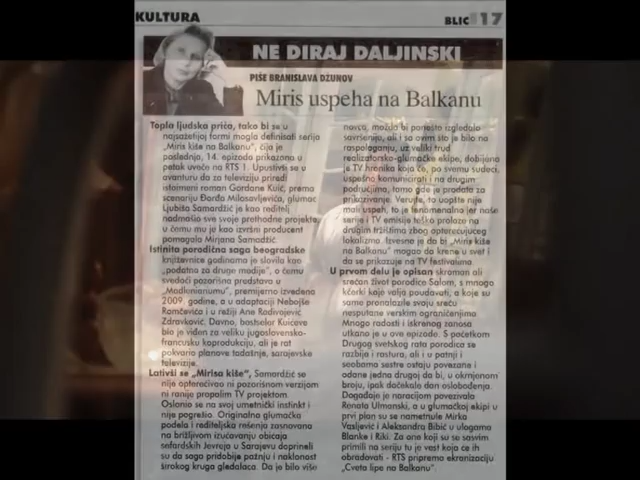 KULTURA
BLIC 17
NE DIRAJ DALJINSKI
PIŠE BRANISLAVA DŽUNOV
Miris uspeha na Balkanu
Topla ljudska priča, tako bi se u
najsažetijoj formi mogla definisati serija
„Miris kiše na Balkanu", čija je
poslednja, 14. epizoda prikazana u
petak uveče na RTS 1. Upustivši se u
avanturu da za televiziju priredi
istoimeni roman Gordane Kuić, prema
scenariju Đorđa Milosavljevića, glumac
Ljubiša Samardžić je kao reditelj
nadmašio sve svoje prethodne projekte,
u čemu mu je kao izvršni producent
pomogla Mirjana Samadžić.
Istinita porodična saga beogradske
književnice godinama je slovila kao
„podatna za druge medije", o čemu
svedoči pozorišna predstava u
„Madlenianumu", premijerno izvedena
2009. godine, a u adaptaciji Nebojše
Romčevića i u režiji Ane Radivojević
Zdravković. Davno, bestseler Kuićeve
bio je viđen za veliku jugoslovensko-
francusku koprodukciju, ali je rat
pokvario planove tadašnje, sarajevske
televizije.
Lativši se „Mirisa kiše", Samardžić se
nije opterećivao ni pozorišnom verzijom
ni ranije propalim TV projektom.
Oslonio se na svoj umetnički instinkt i
nije pogrešio. Originalna glumačka
podela i rediteljska rešenja zasnovana
na brižljivom izučavanju običaja
sefardskih Jevreja u Sarajevu doprineli
su da saga pridobije pažnju i naklonost
širokog kruga gledalaca. Da je bilo više
novca, možda bi ponešto izgledalo
savršenije, ali i sa ovim što je bilo na
raspolaganju, uz veliki trud
realizatorsko-glumačke ekipe, dobijena
je TV hronika koja će, po svemu sudeći,
uspešno komunicirati i na drugim
područjima, tamo gde je prodata za
prikazivanje. Verujte, to uopšte nije
mali uspeh, to je fenomenalno jer naše
serije i TV emisije teško prolaze na
drugim tržištima zbog opterećujućeg
lokalizma. Izvesno je da bi „Miris kiše
na Balkanu" mogao da krene u svet i
da se prikazuje na TV festivalima.
U prvom delu je opisan skroman ali
srećan život porodice Salom, s mnogo
kćerki koje valja poudavati, a koje su
same pronalazile svoju sreću
nesputane verskim ograničenjima.
Mnogo radosti i iskrenog zanosa
utkano je u ove epizode. S početkom
Drugog svetskog rata porodica se
razbija i rastura, ali i u patnji i
seobama sestre ostaju povezane i
odane jedna drugoj da bi, u okrnjenom
broju, ipak dočekale dan oslobođenja.
Događaje je naracijom povezivala
Renata Ulmanski, a u glumačkoj ekipi u
prvi plan su se nametnule Mirka
Vasiljević i Aleksandra Bibić u ulogama
Blanke i Riki. Za one koji su se sasvim
primili na seriju tu je vest koja će ih
obradovati - RTS priprema ekranizaciju
„Cveta lipe na Balkanu".